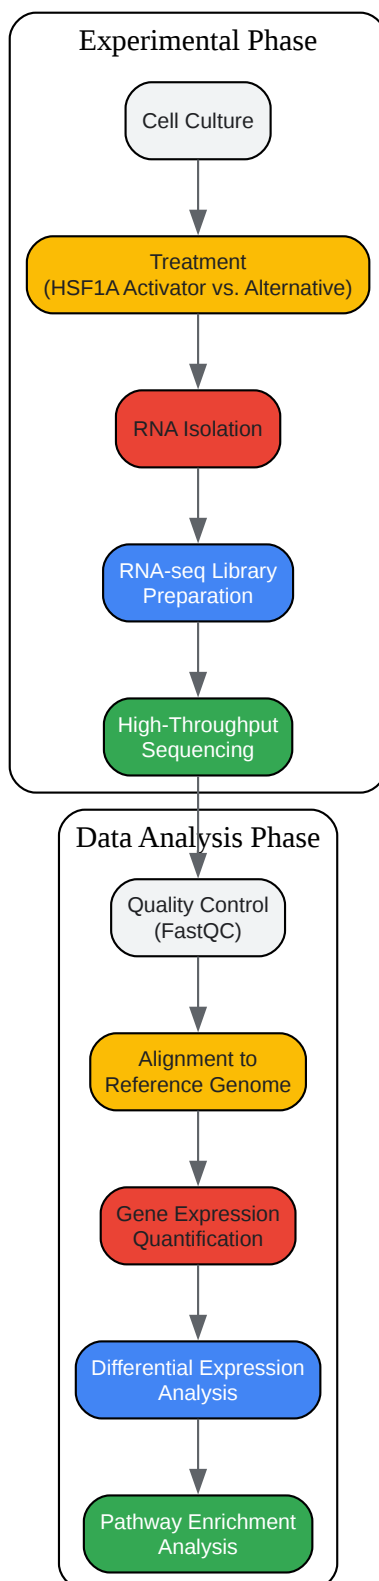 Experimental Phase
Cell Culture
Treatment
(HSF1A Activator vs. Alternative)
RNA Isolation
RNA-seq Library
Preparation
High-Throughput
Sequencing
Data Analysis Phase
Quality Control
(FastQC)
Alignment to
Reference Genome
Gene Expression
Quantification
Differential Expression
Analysis
Pathway Enrichment
Analysis